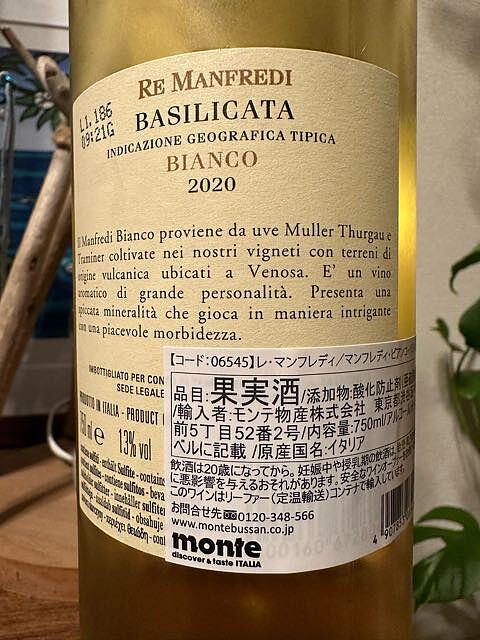 RE MANFREDI
L1.186
09:21G
BASILICATA
INDICAZIONE GEOGRAFICA TIPICA
BIANCO
2020
Il Manfredi Bianco proviene da uve Muller Thurgau e
Traminer coltivate nei nostri vigneti con terreni di
origine vulcanica ubicati a Venosa. E' un vino
aromatico di grande personalità. Presenta una
spiccata mineralità che gioca in maniera intrigante
con una piacevole morbidezza.
IMBOTTIGLIATO PER CON
SEDE LEGALE
PRODOTTO IN ITALIA - PRODUCT
750 ml e 13% vol
【コード:06545】レ・マンフレディ/マンフレディ・ビアンコ
品目:果実酒/添加物:酸化防止剤
/輸入者:モンテ物産株式会社 東京都渋谷
前5丁目52番2号/内容量:750ml/アルコール
ベルに記載 /原産国名:イタリア
飲酒は20歳になってから。妊娠中や授乳期の飲酒は
に悪影響を与えるおそれがあります。安全なワイン
このワインはリーファー(定温輸送)コンテナで輸入しています。
お問合せ先 0120-348-566
www.montebussan.co.jp
monte
discover & taste ITALIA